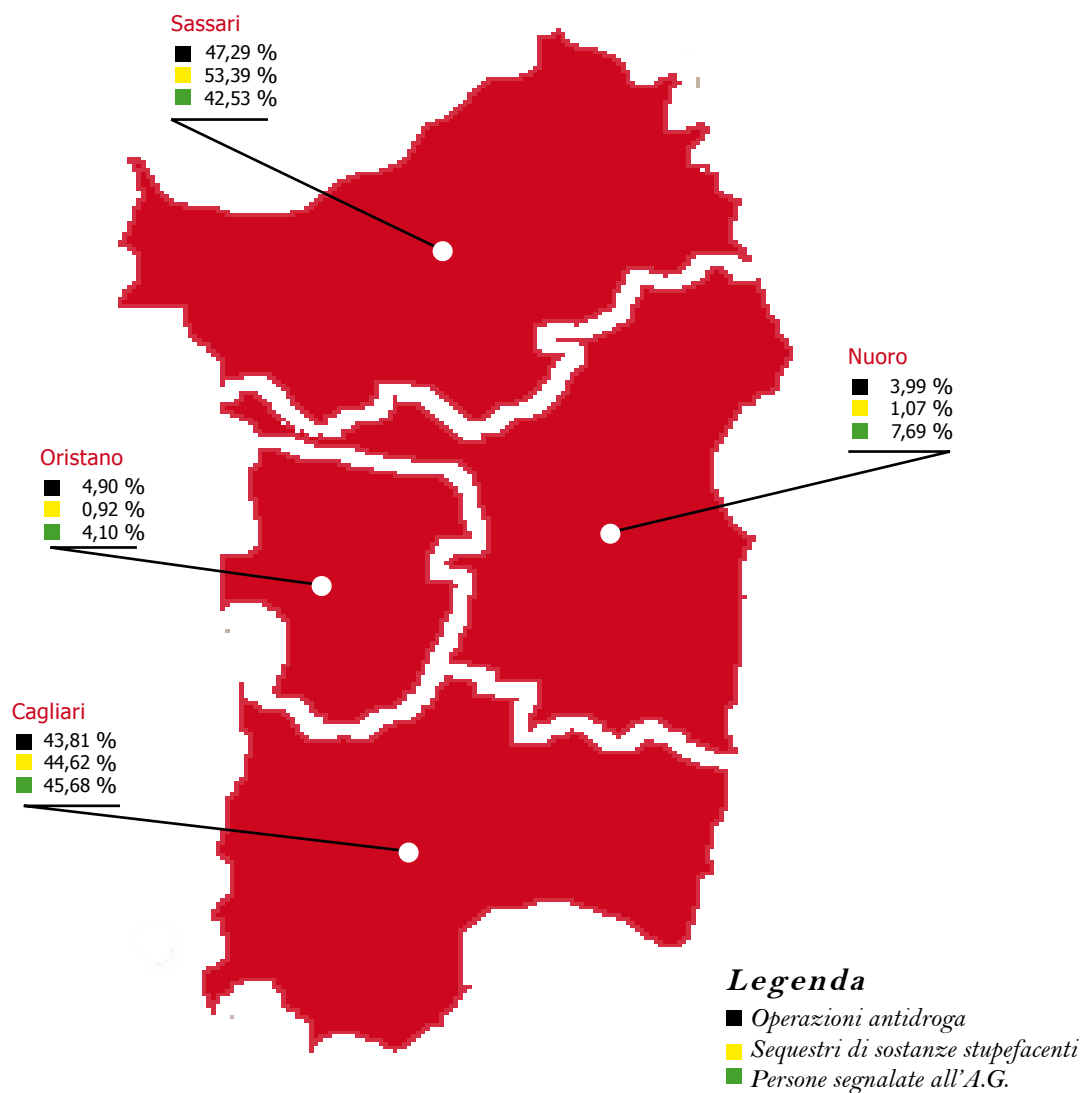 Sassari
47,29 %
53,39 %
42,53 %
Nuoro
3,99 %
1,07 %
7,69 %
Oristano
4,90 %
0,92 %
4,10 %
Cagliari
43,81 %
44,62 %
45,68 %
Legenda
Operazioni antidroga
Sequestri di sostanze stupefacenti
Persone segnalate all'A.G.